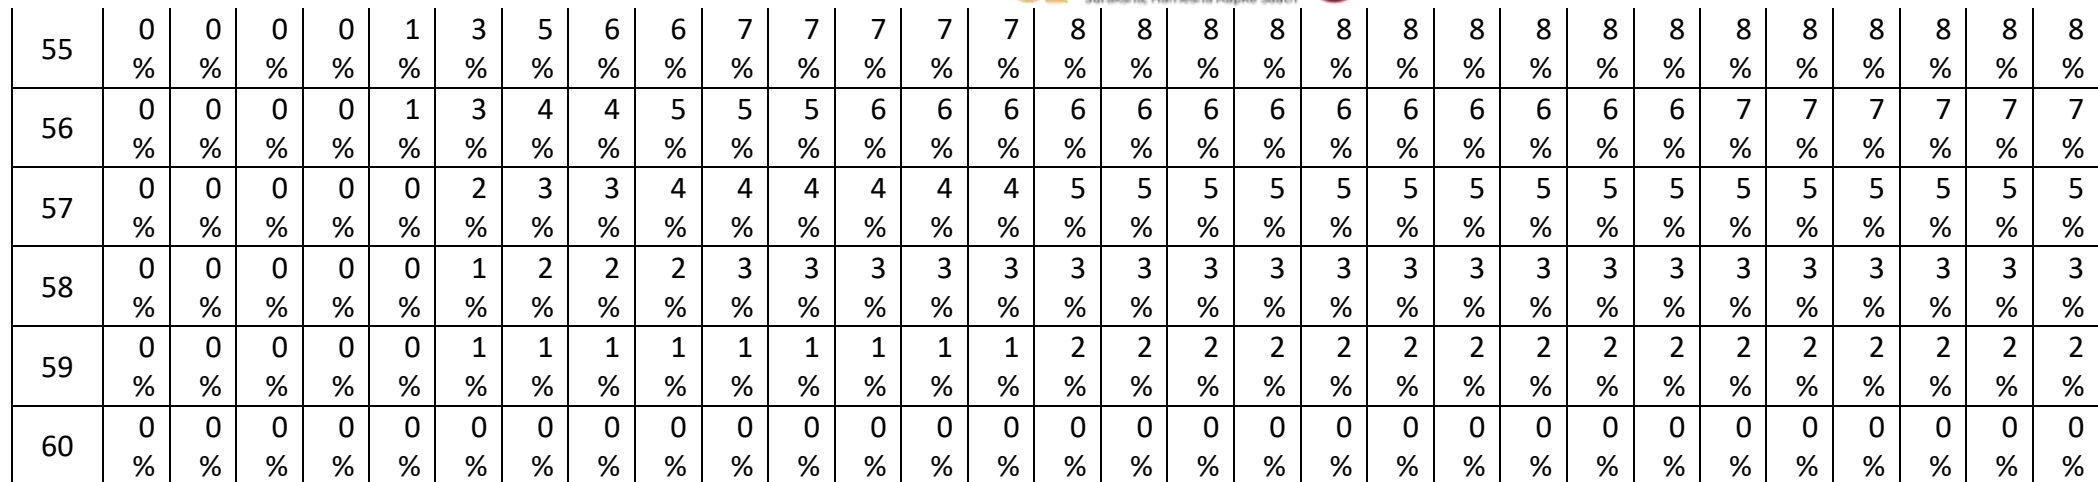 0 0 0 0 1 3 5 6 6 7 7 7 7 7 8 8 8 8 8 8 8 8 8 8 8 8 8 8 8 8
55
% % % % % % % % % % % % % % % % % % % % % % % % % % % % % %
0 0 0 0 1 3 4 4 5 5 5 6 6 6 6 6 6 6 6 6 6 6 6 6 7 7 7 7 7 7
56
% % % % % % % % % % % % % % % % % % % % % % % % % % % % % %
0 0 0 0 0 2 3 3 4 4 4 4 4 4 5 5 5 5 5 5 5 5 5 5 5 5 5 5 5 5
57
% % % % % % % % % % % % % % % % % % % % % % % % % % % % % %
0 0 0 0 0 1 2 2 2 3 3 3 3 3 3 3 3 3 3 3 3 3 3 3 3 3 3 3 3 3
58
% % % % % % % % % % % % % % % % % % % % % % % % % % % % % %
0 0 0 0 0 1 1 1 1 1 1 1 1 1 2 2 2 2 2 2 2 2 2 2 2 2 2 2 2 2
59
% % % % % % % % % % % % % % % % % % % % % % % % % % % % % %
0 0 0 0 0 0 0 0 0 0 0 0 0 0 0 0 0 0 0 0 0 0 0 0 0 0 0 0 0 0
60
% % % % % % % % % % % % % % % % % % % % % % % % % % % % % %